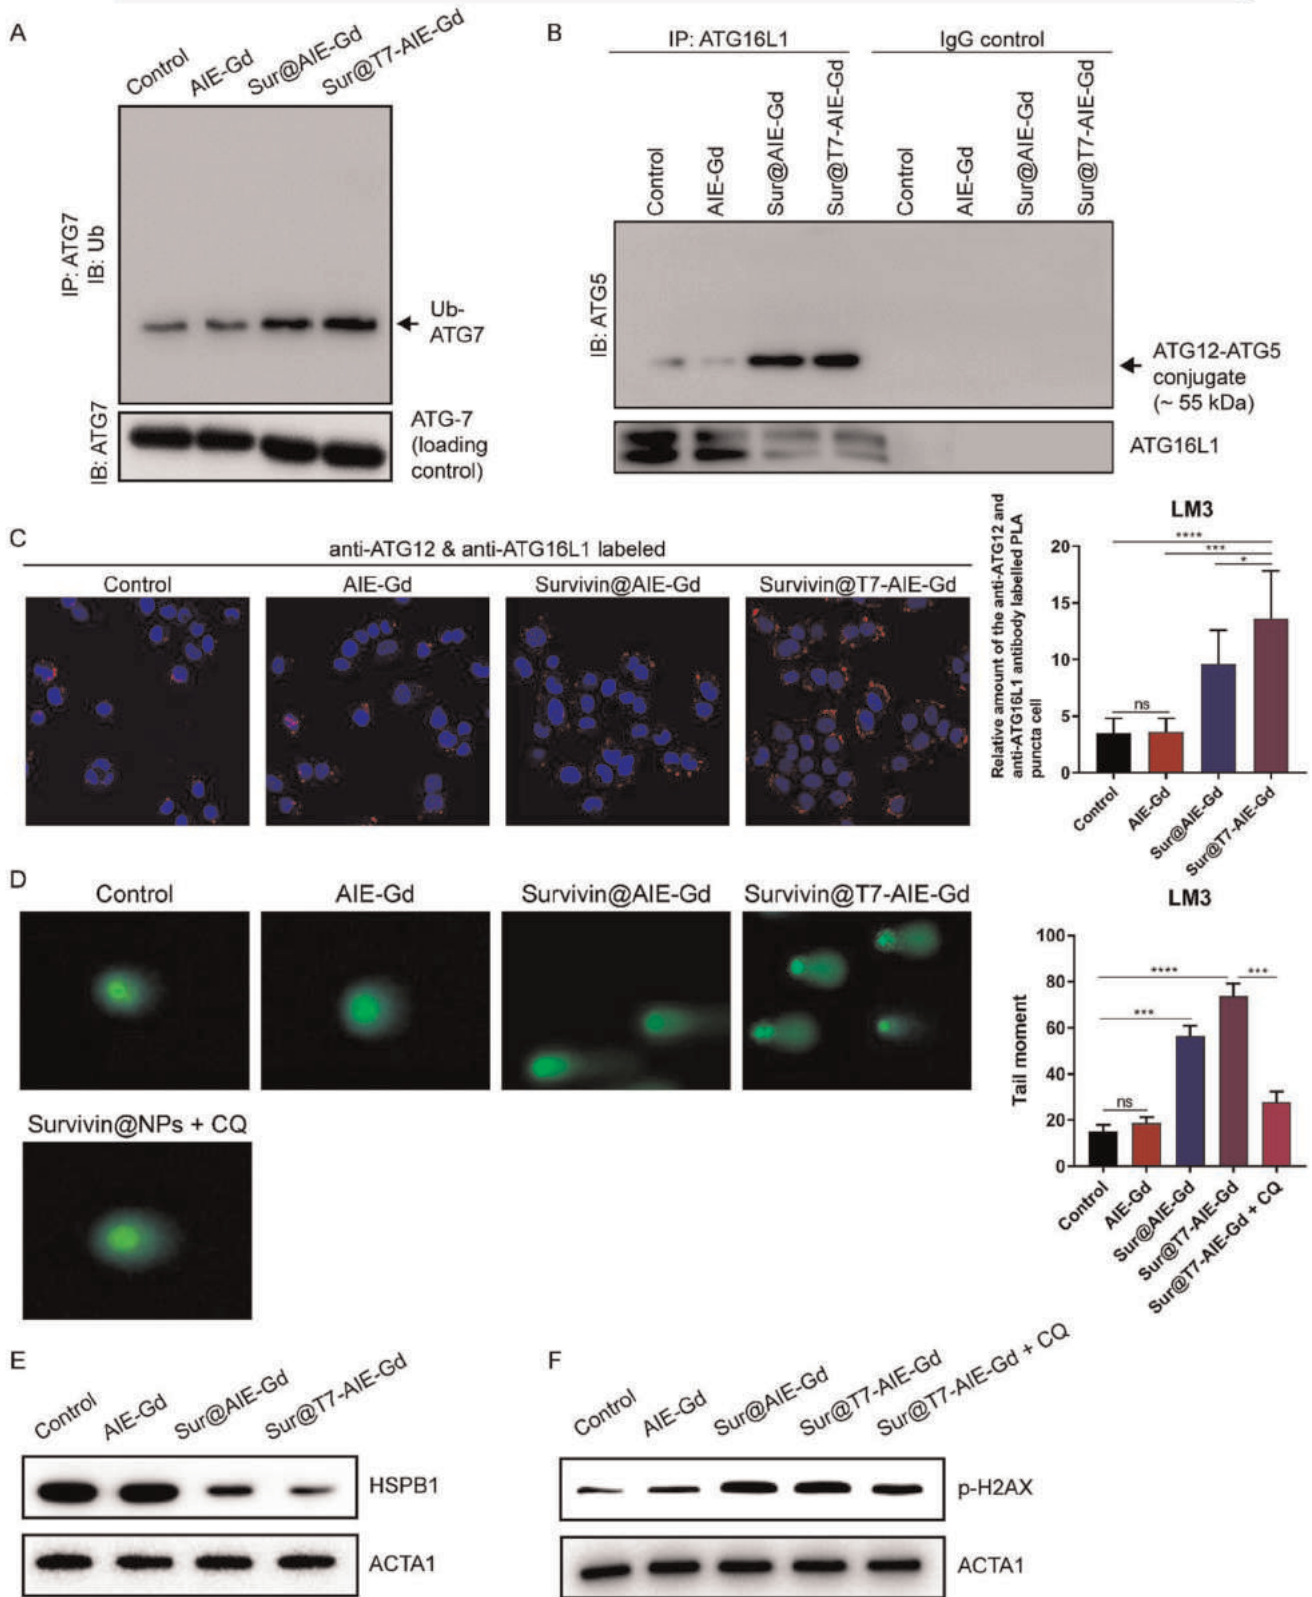 A
Control
AIE-Gd
Sur@AIE-Gd
Sur@T7-AIE-Gd
IP: ATG7
IB: Ub
Ub-
ATG7
IB: ATG7
ATG-7
(loading
control)
B
IP: ATG16L1
IgG control
Control
AIE-Gd
Sur@AIE-Gd
Sur@T7-AIE-Gd
Control
AIE-Gd
Sur@AIE-Gd
Sur@T7-AIE-Gd
IB: ATG5
ATG12-ATG5
conjugate
(~ 55 kDa)
ATG16L1
C
anti-ATG12 & anti-ATG16L1 labeled
Control
AIE-Gd
Survivin@AIE-Gd
Survivin@T7-AIE-Gd
LM3
Relative amount of the anti-ATG12 and
anti-ATG16L1 antibody labelled PLA
puncta cell
20
15
10
5
0
****
***
*
ns
Control
AIE-Gd
Sur@AIE-Gd
Sur@T7-AIE-Gd
D
Control
AIE-Gd
Survivin@AIE-Gd
Survivin@T7-AIE-Gd
Survivin@NPs + CQ
LM3
Tail moment
100
80
60
40
20
0
****
***
***
ns
Control
AIE-Gd
Sur@AIE-Gd
Sur@T7-AIE-Gd
Sur@T7-AIE-Gd + CQ
E
Control
AIE-Gd
Sur@AIE-Gd
Sur@T7-AIE-Gd
HSPB1
ACTA1
F
Control
AIE-Gd
Sur@AIE-Gd
Sur@T7-AIE-Gd
Sur@T7-AIE-Gd + CQ
p-H2AX
ACTA1